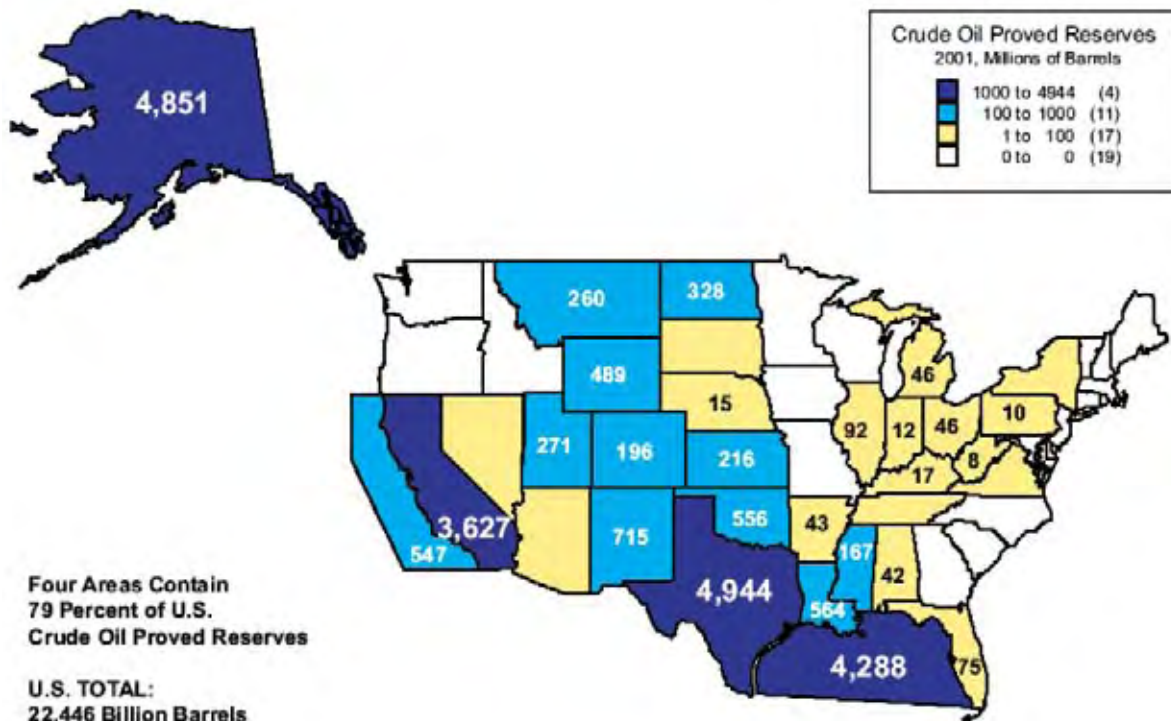 Crude Oil Proved Reserves
2001, Millions of Barrels
1000 to 4944 (4)
100 to 1000 (11)
1 to 100 (17)
0 to 0 (19)
4,851
260
328
489
46
15
92
12
46
10
271
196
216
17
8
3,627
547
715
556
43
167
42
4,944
564
4,288
75
Four Areas Contain
79 Percent of U.S.
Crude Oil Proved Reserves
U.S. TOTAL:
22.446 Billion Barrels